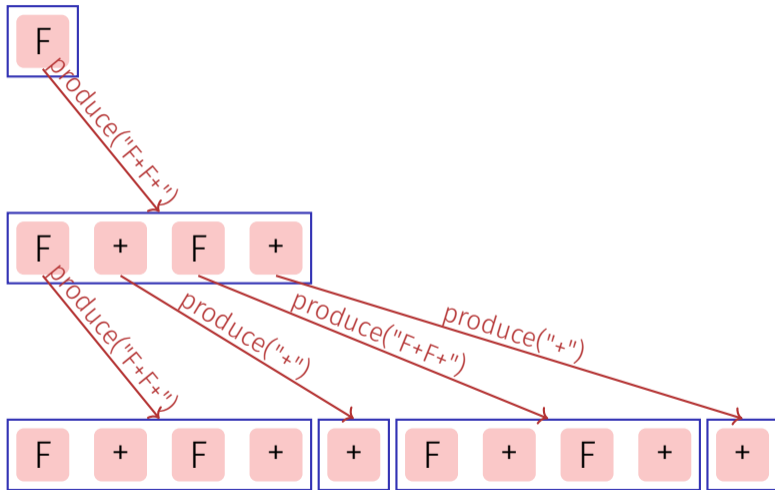 F
produce("F+F+")
F + F +
produce("F+F+")
produce("+")
produce("F+F+")
produce("+")
F + F + + F + F + +